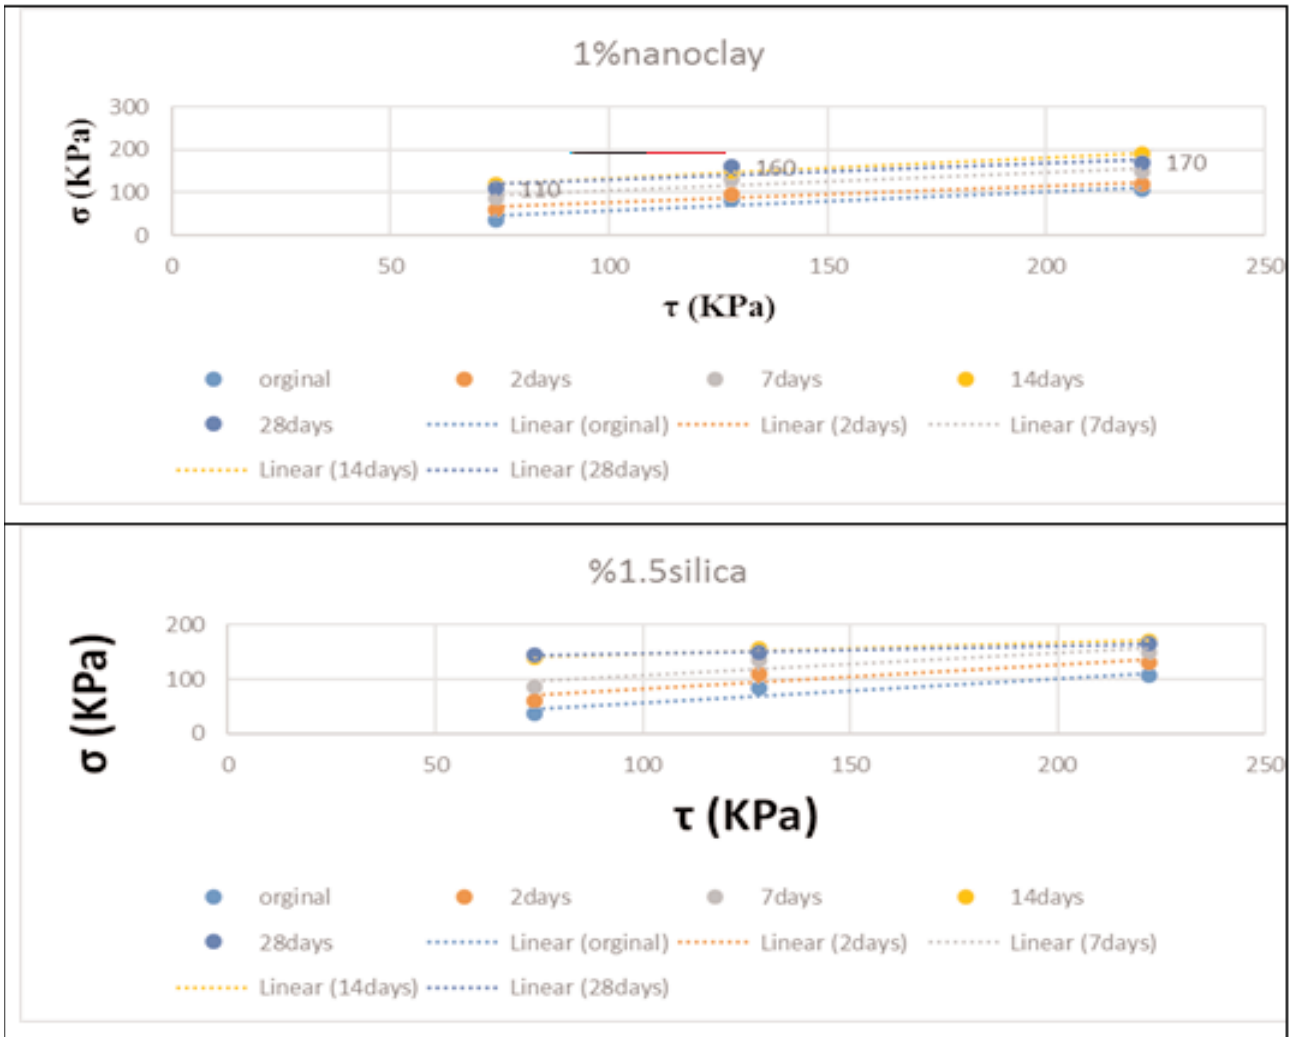 1%nanoclay
300
200
100
0
σ (KPa)
160
170
110
0 50 100 150 200 250
τ (KPa)
orginal 2days 7days 14days
28days Linear (orginal) Linear (2days) Linear (7days)
Linear (14days) Linear (28days)
%1.5silica
200
100
0
σ (KPa)
0 50 100 150 200 250
τ (KPa)
orginal 2days 7days 14days
28days Linear (orginal) Linear (2days) Linear (7days)
Linear (14days) Linear (28days)